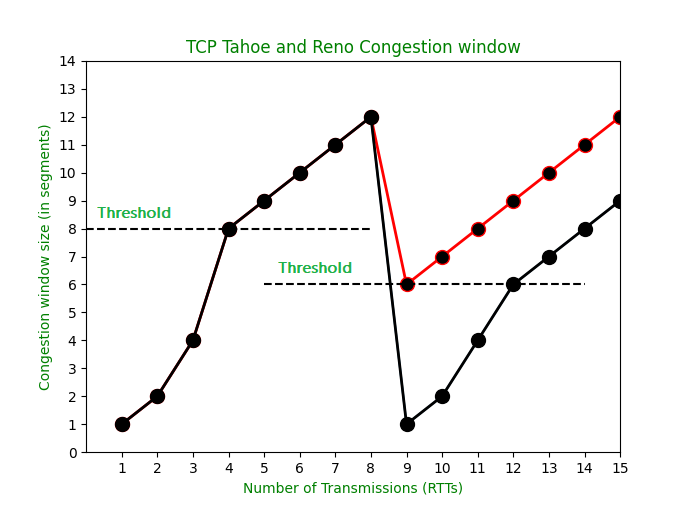 TCP Tahoe and Reno Congestion window
14
13
12
11
10
9
8
7
6
5
4
3
2
1
0
Congestion window size (in segments)
Threshold
Threshold
1 2 3 4 5 6 7 8 9 10 11 12 13 14 15
Number of Transmissions (RTTs)